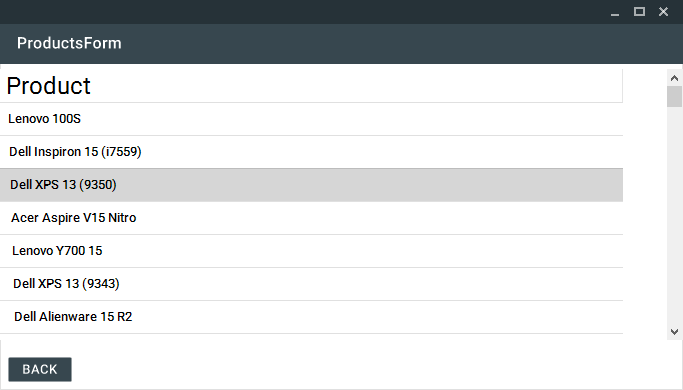 ProductsForm
Product
Lenovo 100S
Dell Inspiron 15 (i7559)
Dell XPS 13 (9350)
Acer Aspire V15 Nitro
Lenovo Y700 15
Dell XPS 13 (9343)
Dell Alienware 15 R2
BACK